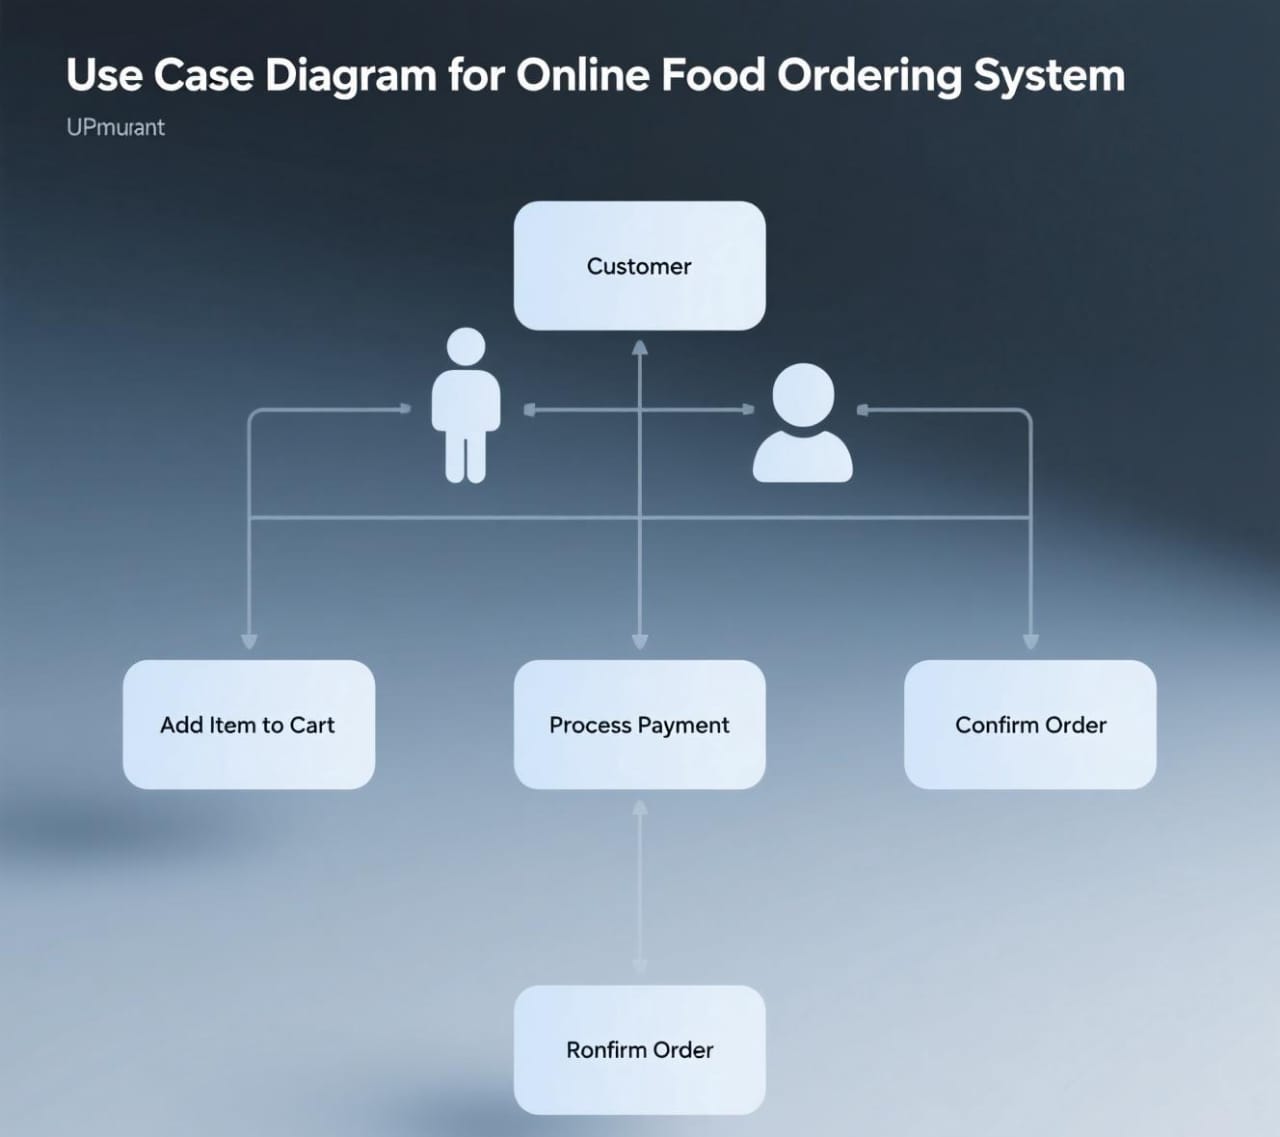 Use Case Diagram for Online Food Ordering System
UPmurant
Customer
Add Item to Cart
Process Payment
Confirm Order
Ronfirm Order